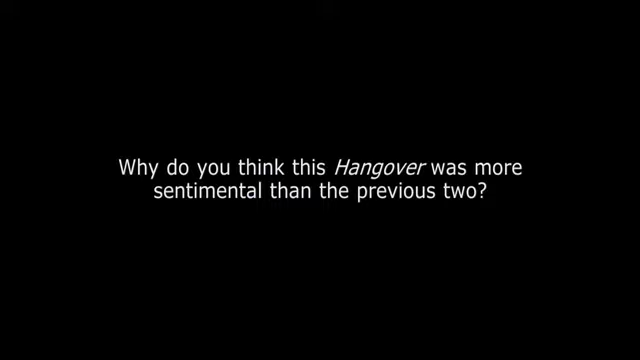 Why do you think this Hangover was more
sentimental than the previous two?